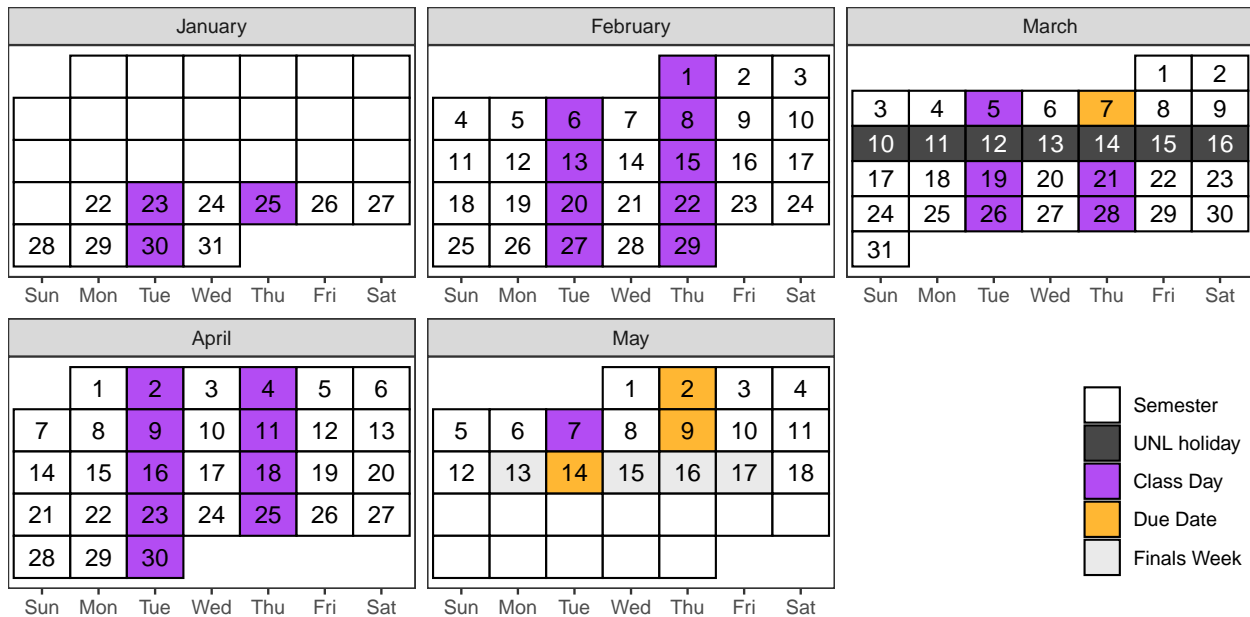 January
22 23 24 25 26 27
28 29 30 31
Sun Mon Tue Wed Thu Fri Sat
February
1 2 3
4 5 6 7 8 9 10
11 12 13 14 15 16 17
18 19 20 21 22 23 24
25 26 27 28 29
Sun Mon Tue Wed Thu Fri Sat
March
1 2
3 4 5 6 7 8 9
10 11 12 13 14 15 16
17 18 19 20 21 22 23
24 25 26 27 28 29 30
31
Sun Mon Tue Wed Thu Fri Sat
April
1 2 3 4 5 6
7 8 9 10 11 12 13
14 15 16 17 18 19 20
21 22 23 24 25 26 27
28 29 30
Sun Mon Tue Wed Thu Fri Sat
May
1 2 3 4
5 6 7 8 9 10 11
12 13 14 15 16 17 18
Sun Mon Tue Wed Thu Fri Sat
Semester
UNL holiday
Class Day
Due Date
Finals Week